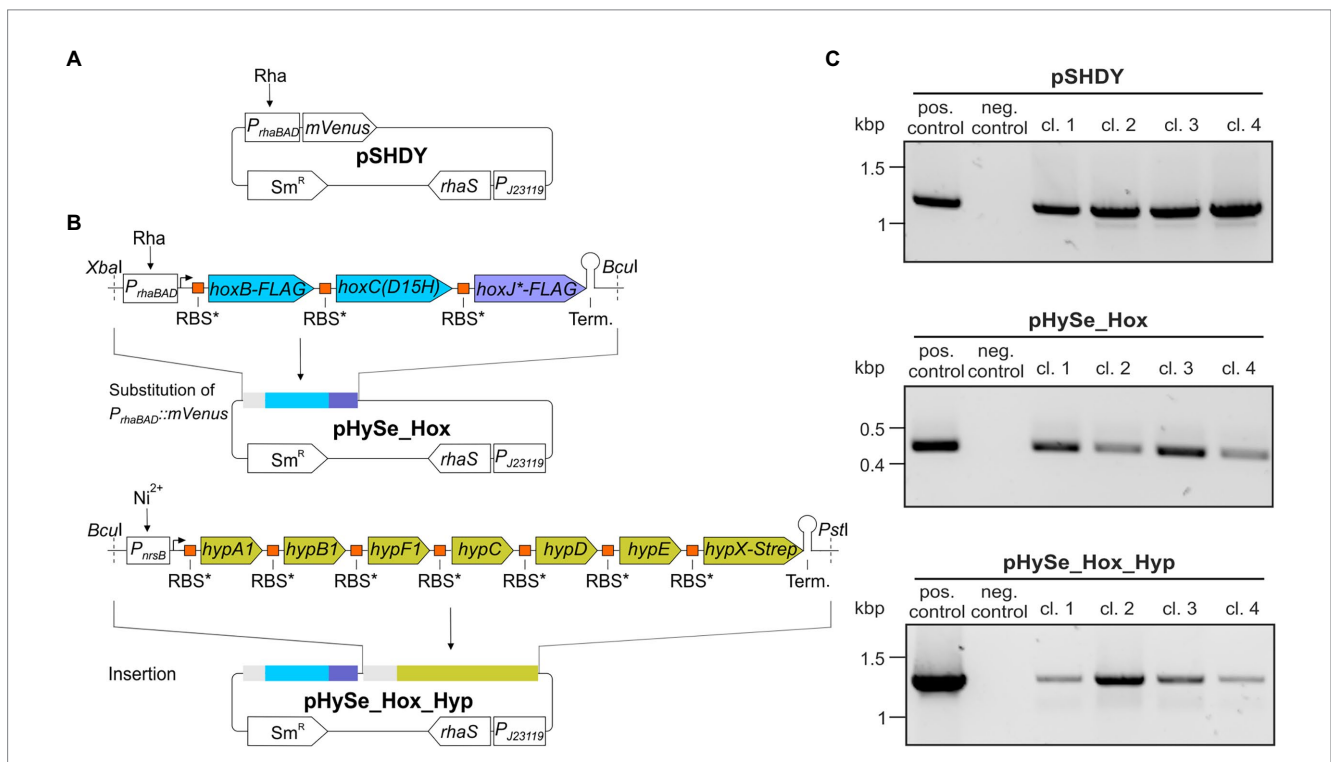 A
Rha
PrhaBAD mVenus
pSHDY
SmR rhaS PJ23119
B
Rha
XbaI BcuI
PrhaBAD hoxB-FLAG hoxC(D15H) hoxJ*-FLAG
RBS* RBS* RBS* Term.
Substitution of
PrhaBAD::mVenus
pHySe_Hox
SmR rhaS PJ23119
Ni2+
BcuI PstI
PnrsB hypA1 hypB1 hypF1 hypC hypD hypE hypX-Strep
RBS* RBS* RBS* RBS* RBS* RBS* RBS* Term.
Insertion
pHySe_Hox_Hyp
SmR rhaS PJ23119
C
pSHDY
pos. neg.
kbp control control cl. 1 cl. 2 cl. 3 cl. 4
1.5
1
pHySe_Hox
pos. neg.
kbp control control cl. 1 cl. 2 cl. 3 cl. 4
0.5
0.4
pHySe_Hox_Hyp
pos. neg.
kbp control control cl. 1 cl. 2 cl. 3 cl. 4
1.5
1